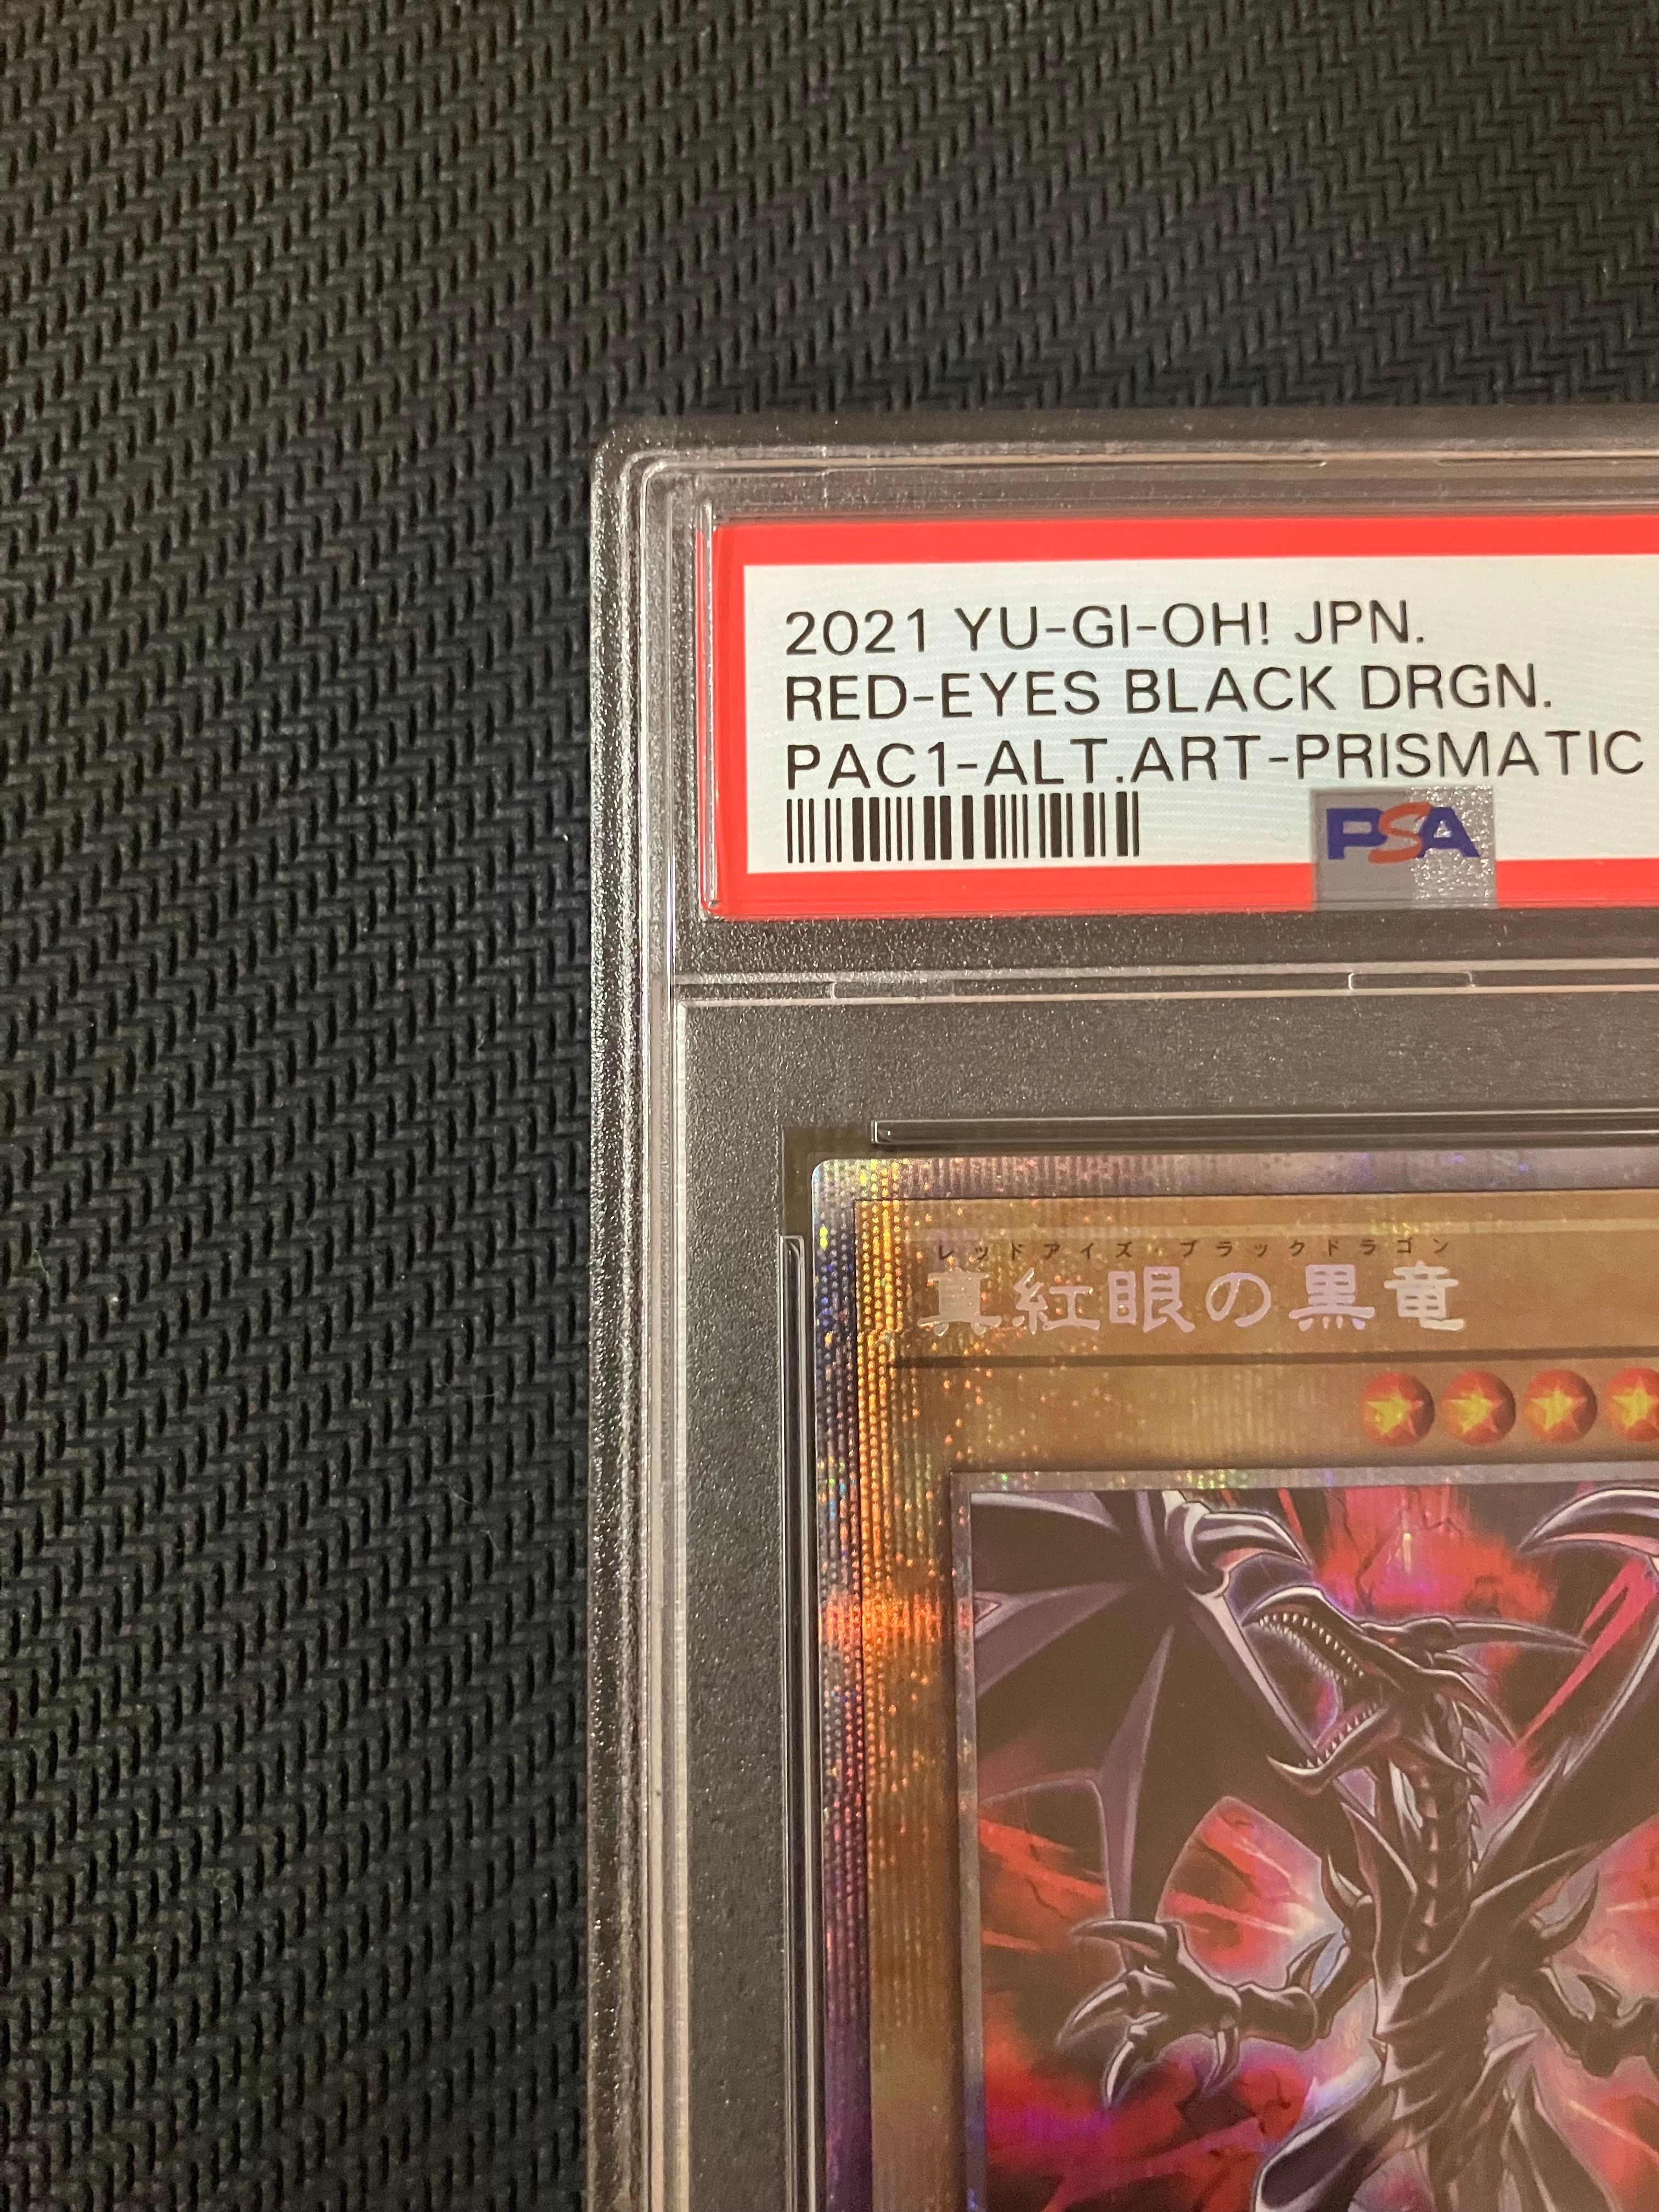 2021 YU-GI-OH! JPN.
RED-EYES BLACK DRGN.
PAC1-ALT.ART-PRISMATIC
PSA
レッドアイズ・ブラックドラゴン
真紅眼の黒竜